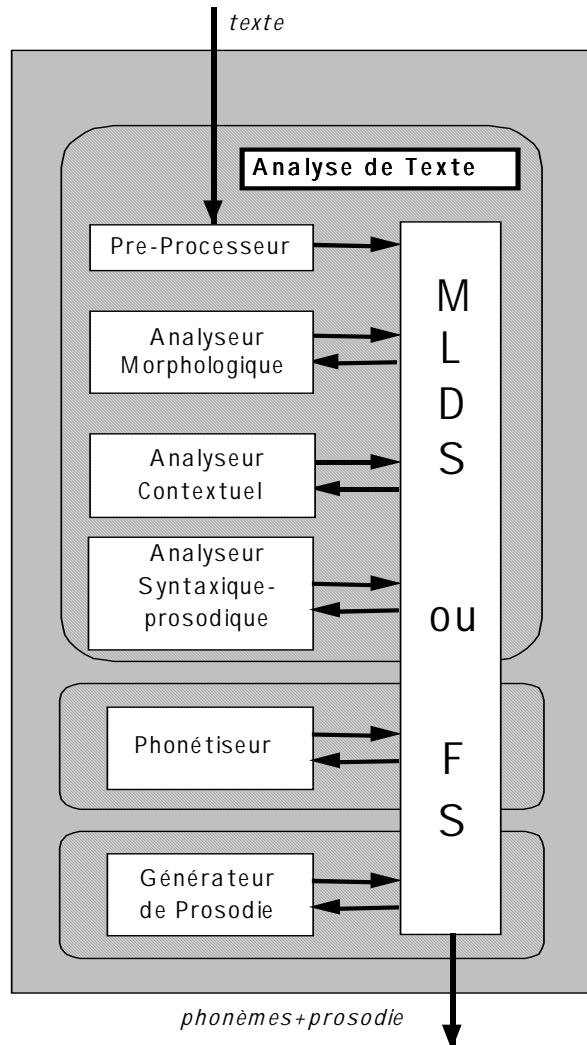 texte
Analyse de Texte
Pre-Processeur
Analyseur
Morphologique
Analyseur
Contextuel
Analyseur
Syntaxique-
prosodique
Phonétiseur
Générateur
de Prosodie
M
L
D
S
ou
F
S
phonèmes+prosodie